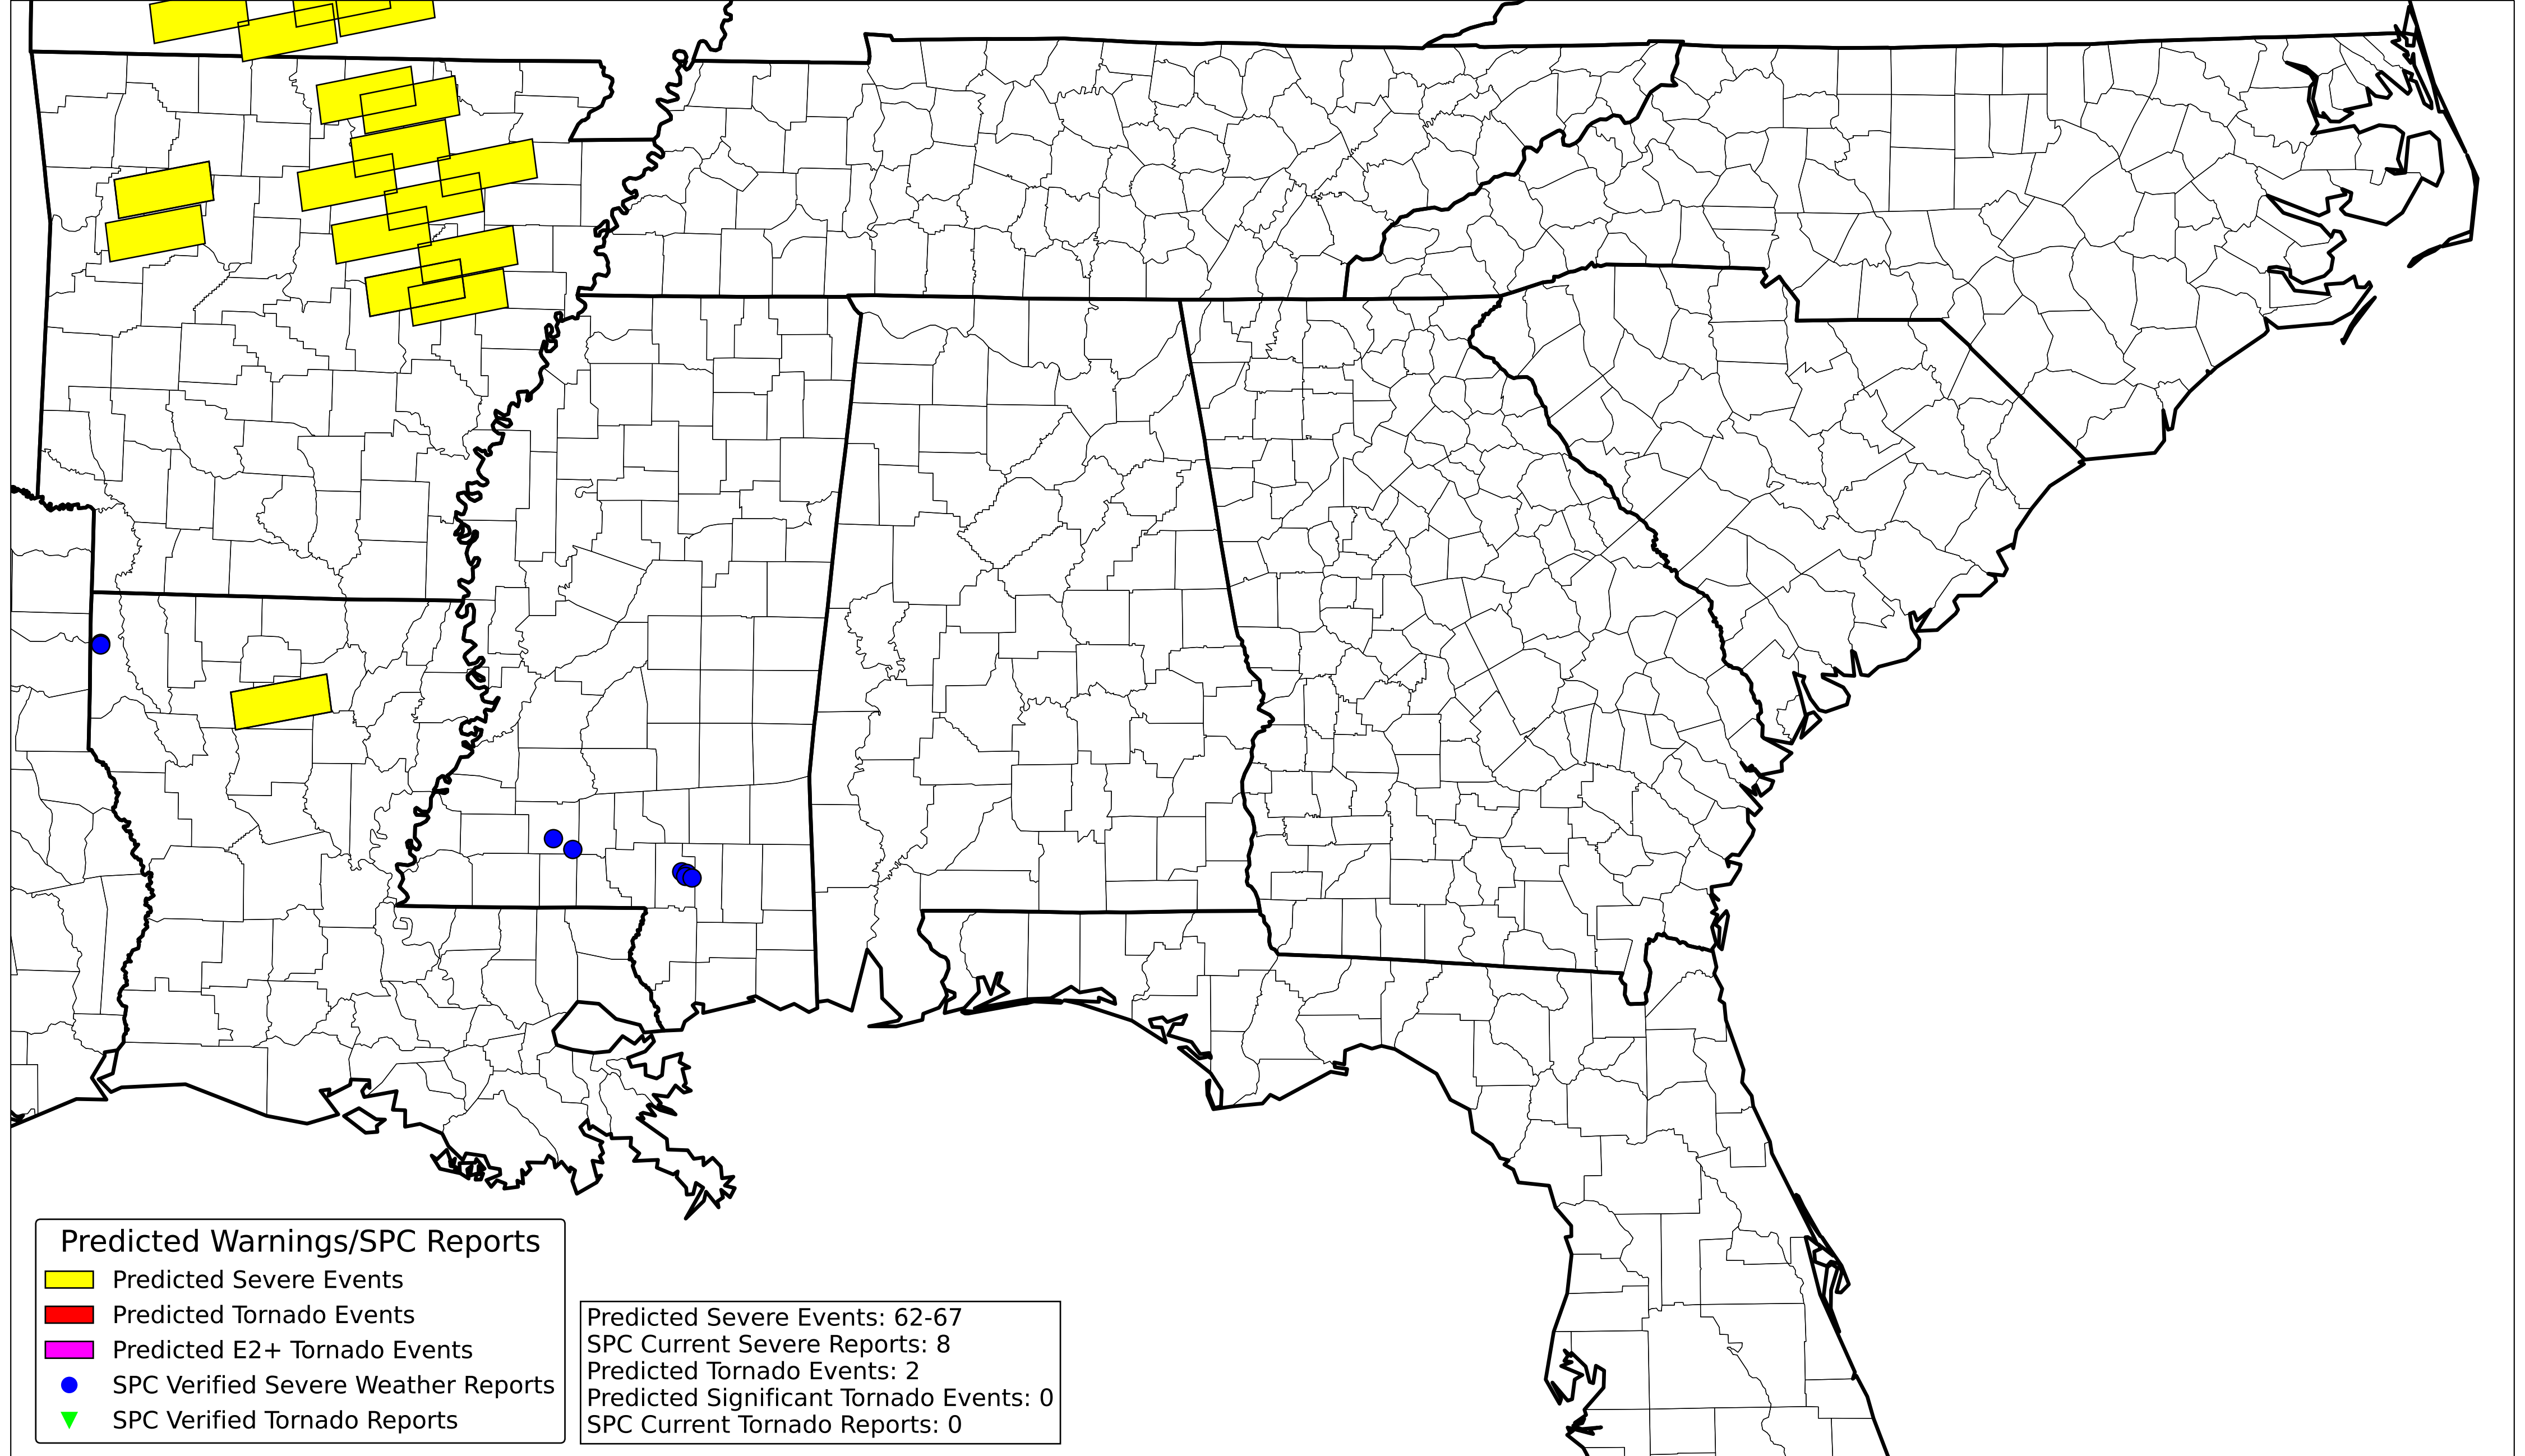 Predicted Warnings/SPC Reports
Predicted Severe Events
Predicted Tornado Events
Predicted E2+ Tornado Events
SPC Verified Severe Weather Reports
SPC Verified Tornado Reports
Predicted Severe Events: 62-67
SPC Current Severe Reports: 8
Predicted Tornado Events: 2
Predicted Significant Tornado Events: 0
SPC Current Tornado Reports: 0